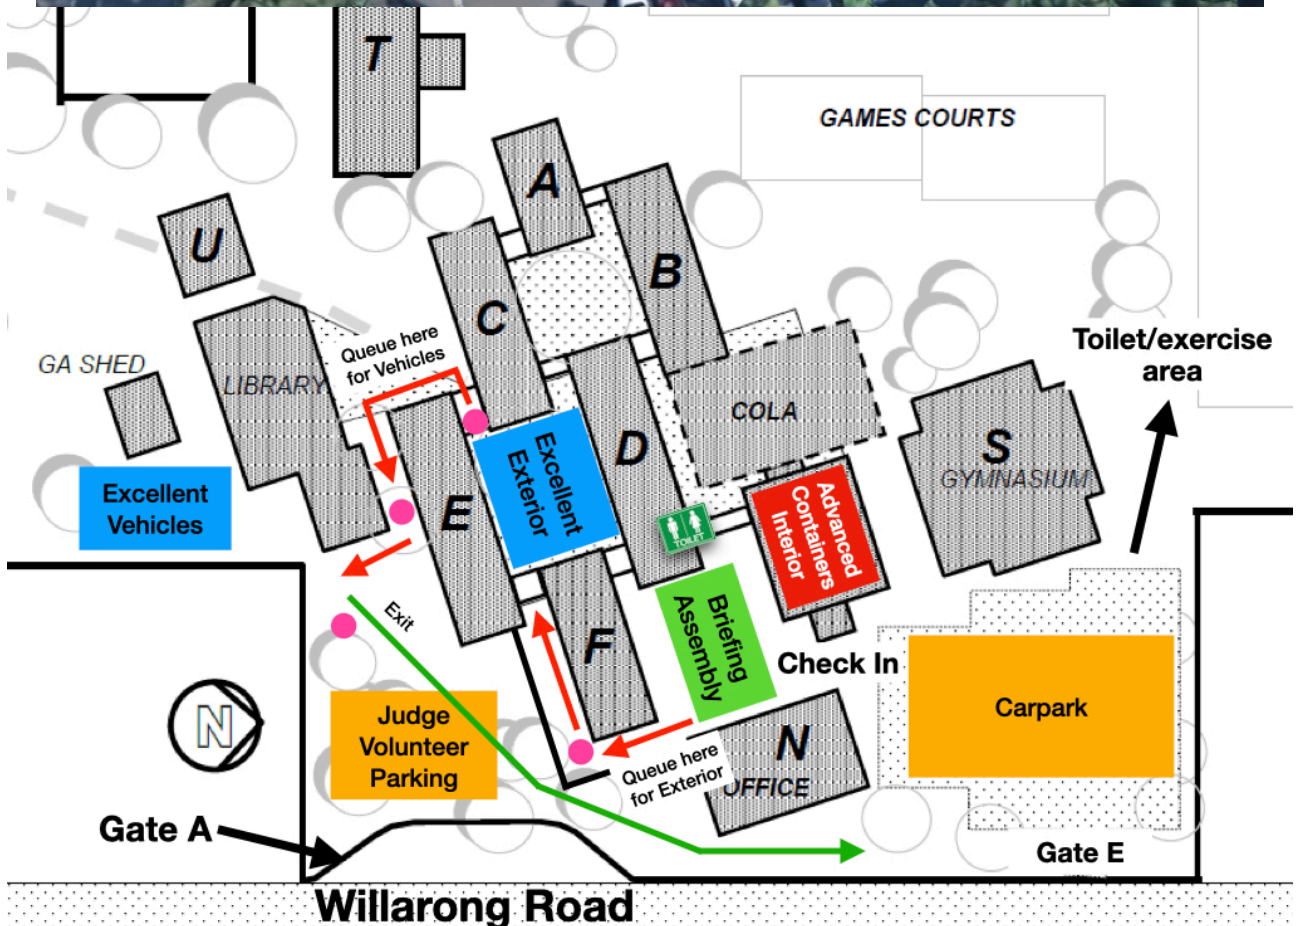 T
GAMES COURTS
A
U
B
C
Queue here
for Vehicles
GA SHED
LIBRARY
Toilet/exercise
area
COLA
D
S
GYMNASIUM
Excellent
Exterior
Excellent
Vehicles
E
Advanced
Containers
Interior
TOILET
Exit
Briefing
Assembly
F
Check In
Carpark
N
Judge
Volunteer
Parking
N
OFFICE
Queue here
for Exterior
Gate A
Gate E
Willarong Road